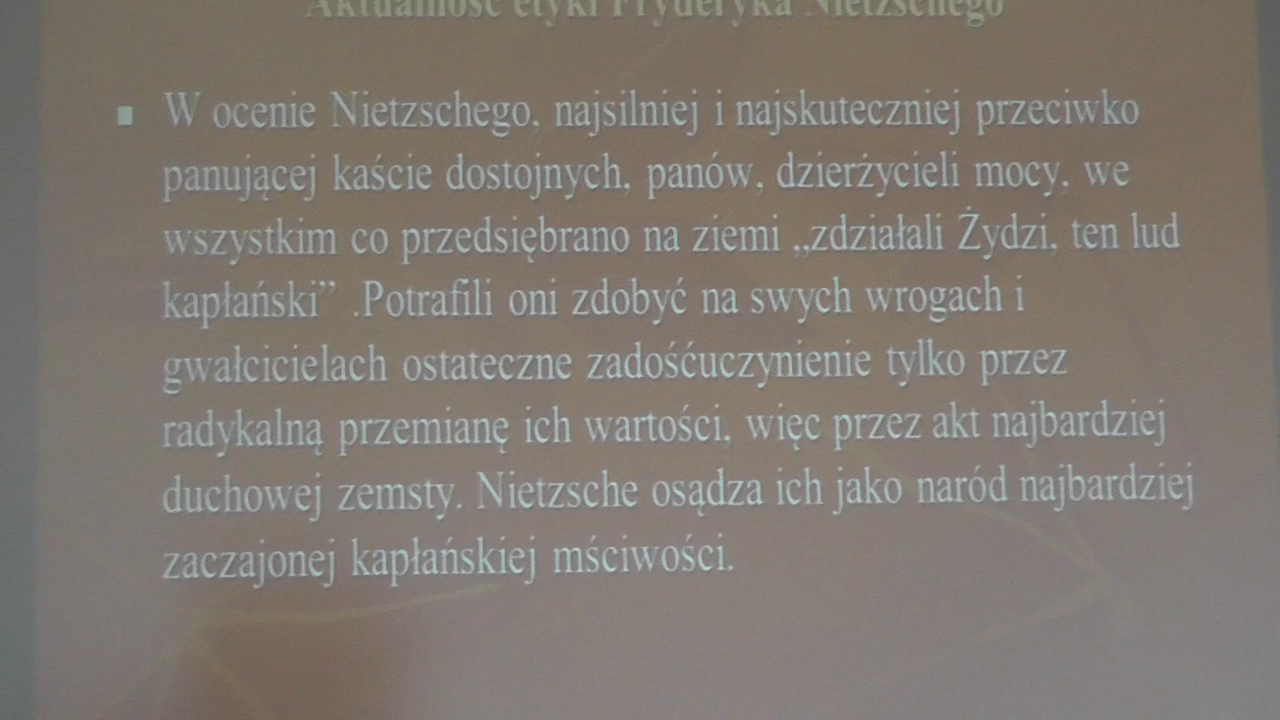 Aktualność etyki Fryderyka Nietzschego
W ocenie Nietzschego, najsilniej i najskuteczniej przeciwko
panującej kaście dostojnych, panów, dzierżycieli mocy, we
wszystkim co przedsiębrano na ziemi „zdziałali Żydzi, ten lud
kapłański” .Potrafili oni zdobyć na swych wrogach i
gwałcicielach ostateczne zadośćuczynienie tylko przez
radykalną przemianę ich wartości, więc przez akt najbardziej
duchowej zemsty. Nietzsche osądza ich jako naród najbardziej
zaczajonej kapłańskiej mściwości.